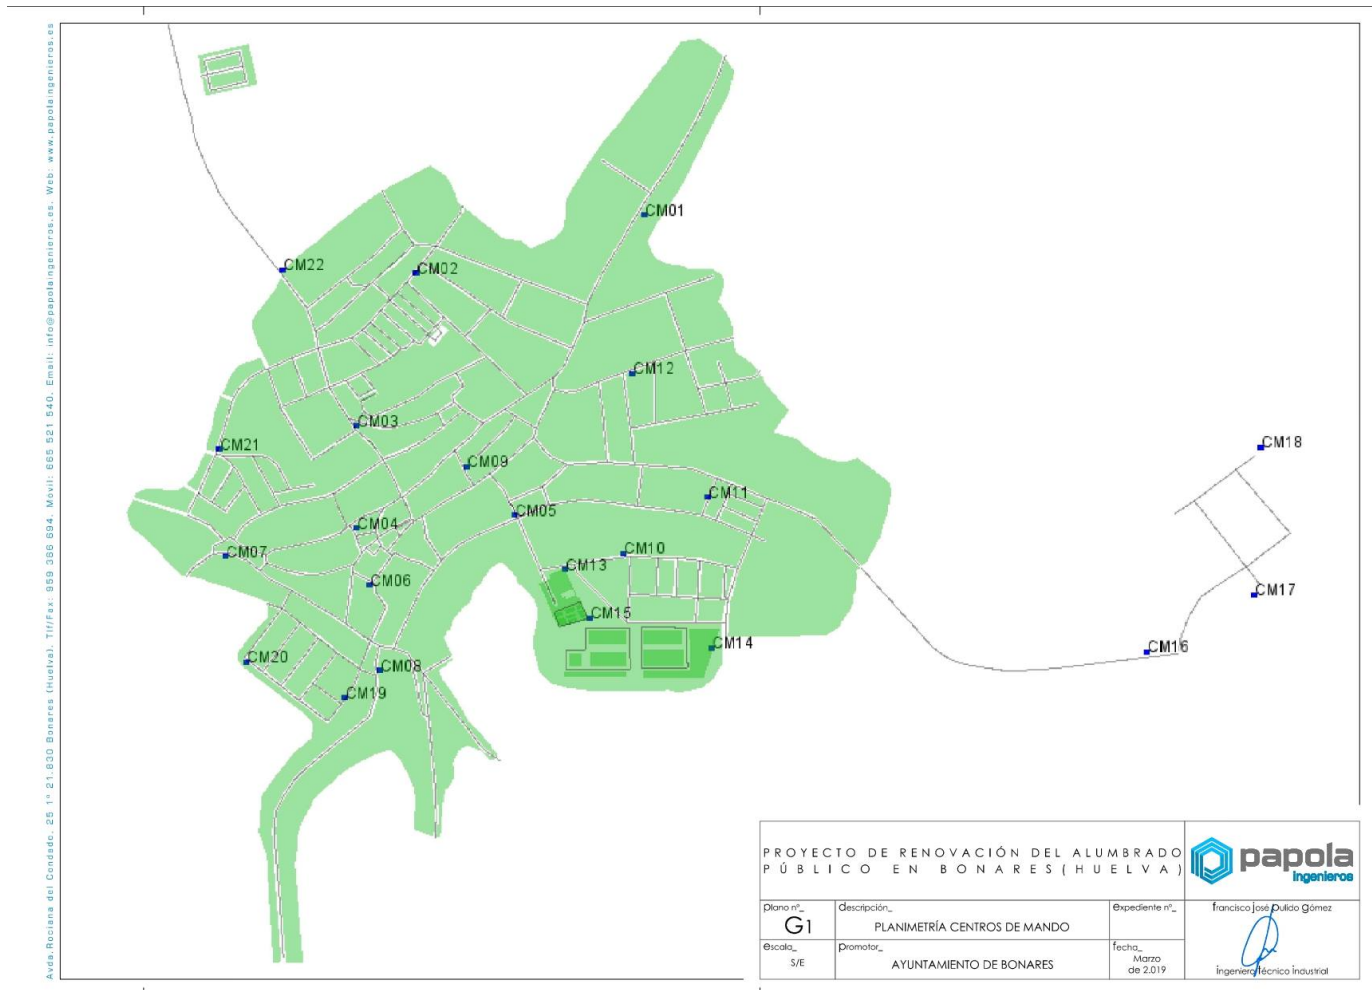 Avda. Rociana del Condado, 25 1º 21.830 Bonares (Huelva). Tlf/Fax: 959 366 694. Móvil: 665 521 540. Email: info@papolaingenieros.es. Web: www.papolaingenieros.es
CM01
CM22
CM02
CM12
CM03
CM21
CM18
CM09
CM11
CM05
CM04
CM10
CM07
CM13
CM06
CM17
CM15
CM14
CM16
CM20
CM08
CM19
PROYECTO DE RENOVACIÓN DEL ALUMBRADO
PÚBLICO EN BONARES (HUELVA)
papola
ingenieros
plano nº_
G1
descripción_
PLANIMETRÍA CENTROS DE MANDO
expediente nº_
francisco josé pulido gómez
escala_
S/E
promotor_
AYUNTAMIENTO DE BONARES
fecha_
Marzo
de 2.019
ingeniero técnico industrial